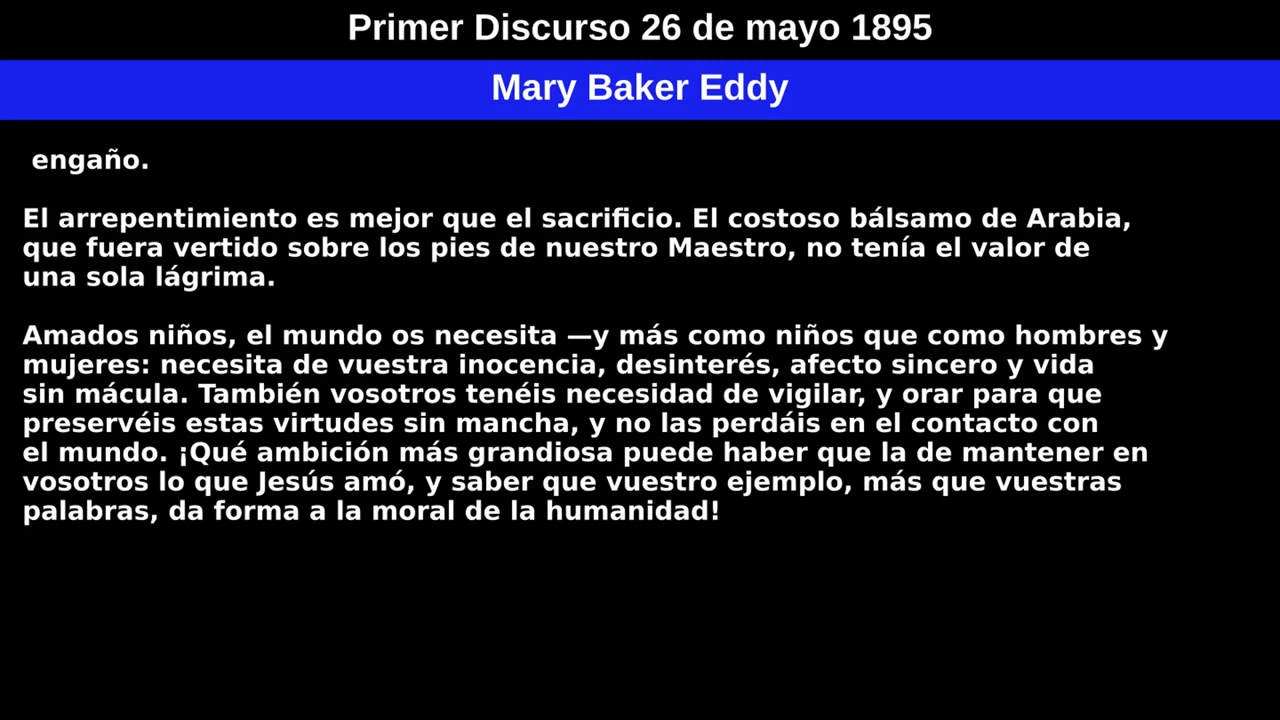 Primer Discurso 26 de mayo 1895
Mary Baker Eddy
engaño.
El arrepentimiento es mejor que el sacrificio. El costoso bálsamo de Arabia,
que fuera vertido sobre los pies de nuestro Maestro, no tenía el valor de
una sola lágrima.
Amados niños, el mundo os necesita —y más como niños que como hombres y
mujeres: necesita de vuestra inocencia, desinterés, afecto sincero y vida
sin mácula. También vosotros tenéis necesidad de vigilar, y orar para que
preservéis estas virtudes sin mancha, y no las perdáis en el contacto con
el mundo. ¡Qué ambición más grandiosa puede haber que la de mantener en
vosotros lo que Jesús amó, y saber que vuestro ejemplo, más que vuestras
palabras, da forma a la moral de la humanidad!